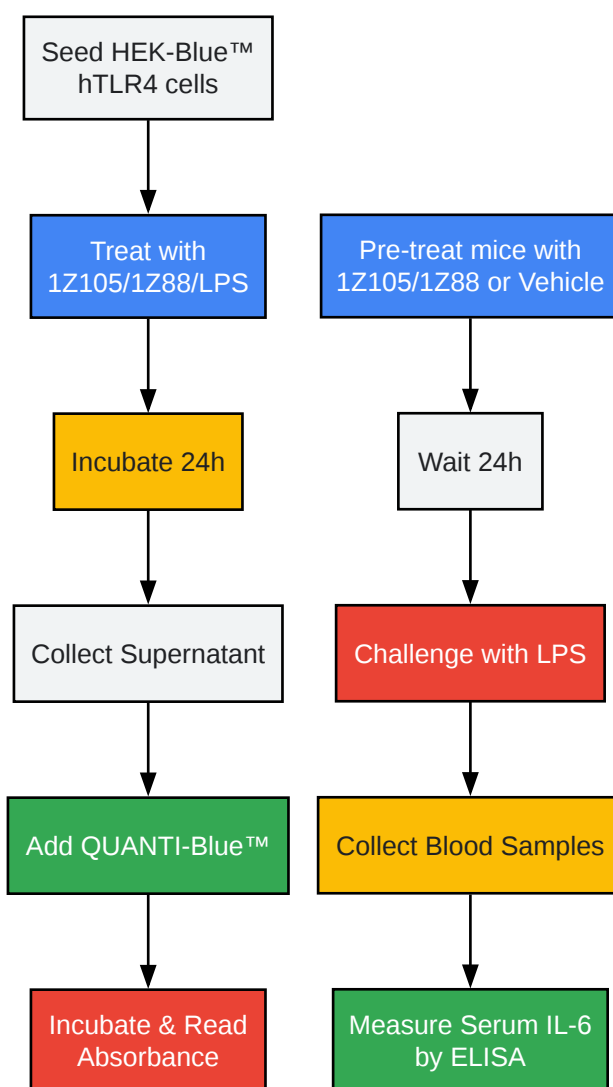 Seed HEK-Blue™
hTLR4 cells
Treat with
1Z105/1Z88/LPS
Incubate 24h
Collect Supernatant
Add QUANTI-Blue™
Incubate & Read
Absorbance
Pre-treat mice with
1Z105/1Z88 or Vehicle
Wait 24h
Challenge with LPS
Collect Blood Samples
Measure Serum IL-6
by ELISA